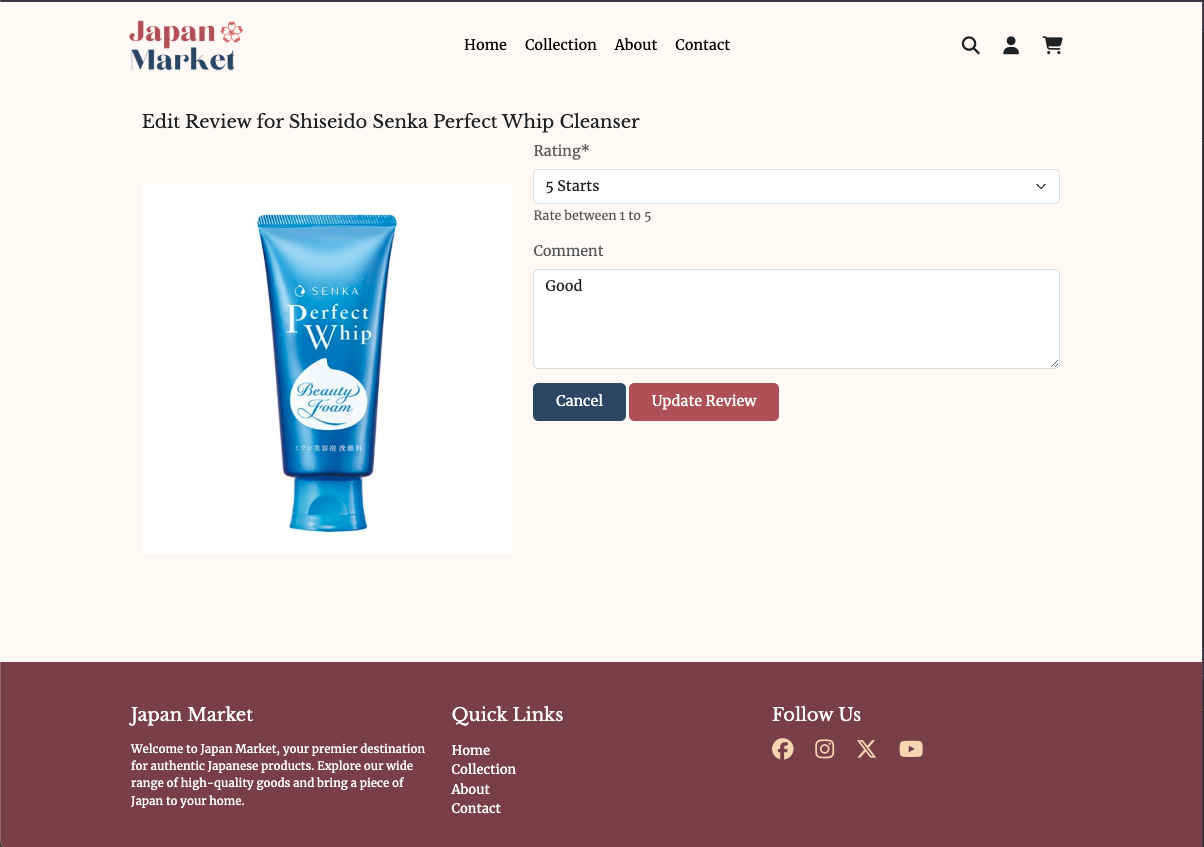 Japan
Market
Home Collection About Contact
Edit Review for Shiseido Senka Perfect Whip Cleanser
Rating*
5 Starts
Rate between 1 to 5
Comment
Good
Cancel Update Review
SENKA
Perfect
Whip
Beauty
Foam
ミクロ美容泡 洗顔料
Japan Market
Welcome to Japan Market, your premier destination
for authentic Japanese products. Explore our wide
range of high-quality goods and bring a piece of
Japan to your home.
Quick Links
Home
Collection
About
Contact
Follow Us